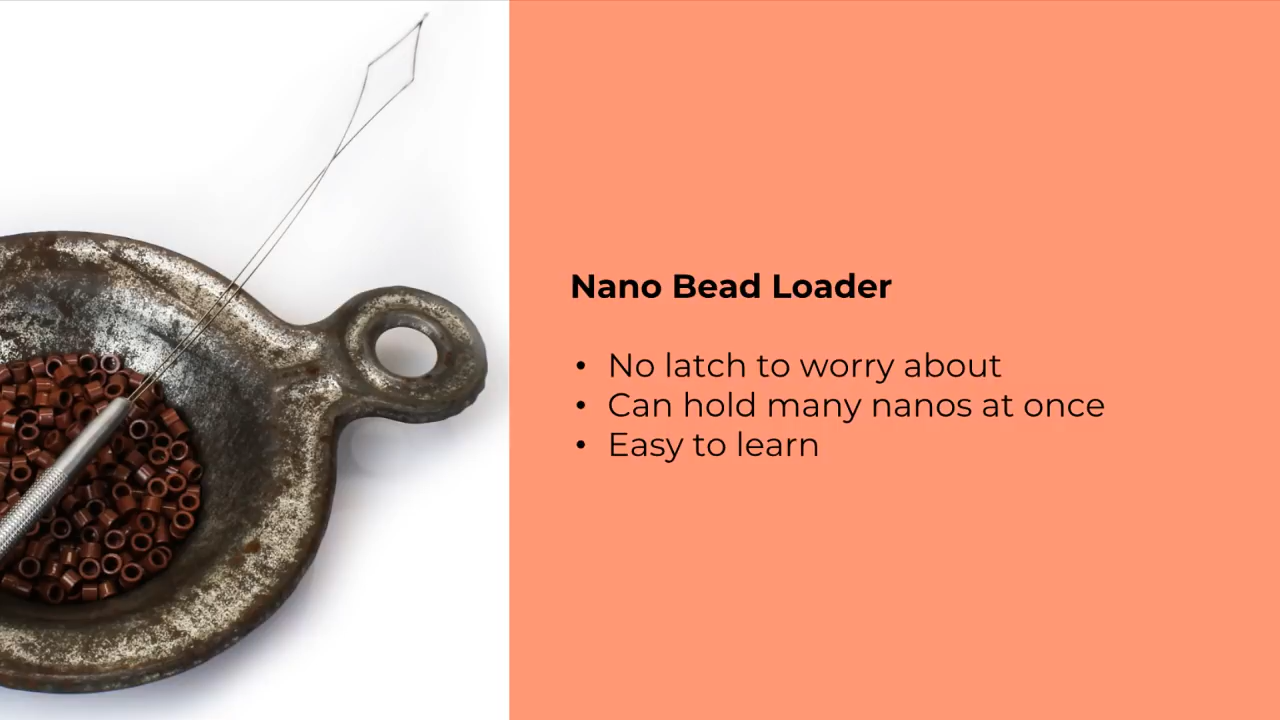 Nano Bead Loader
• No latch to worry about
• Can hold many nanos at once
• Easy to learn